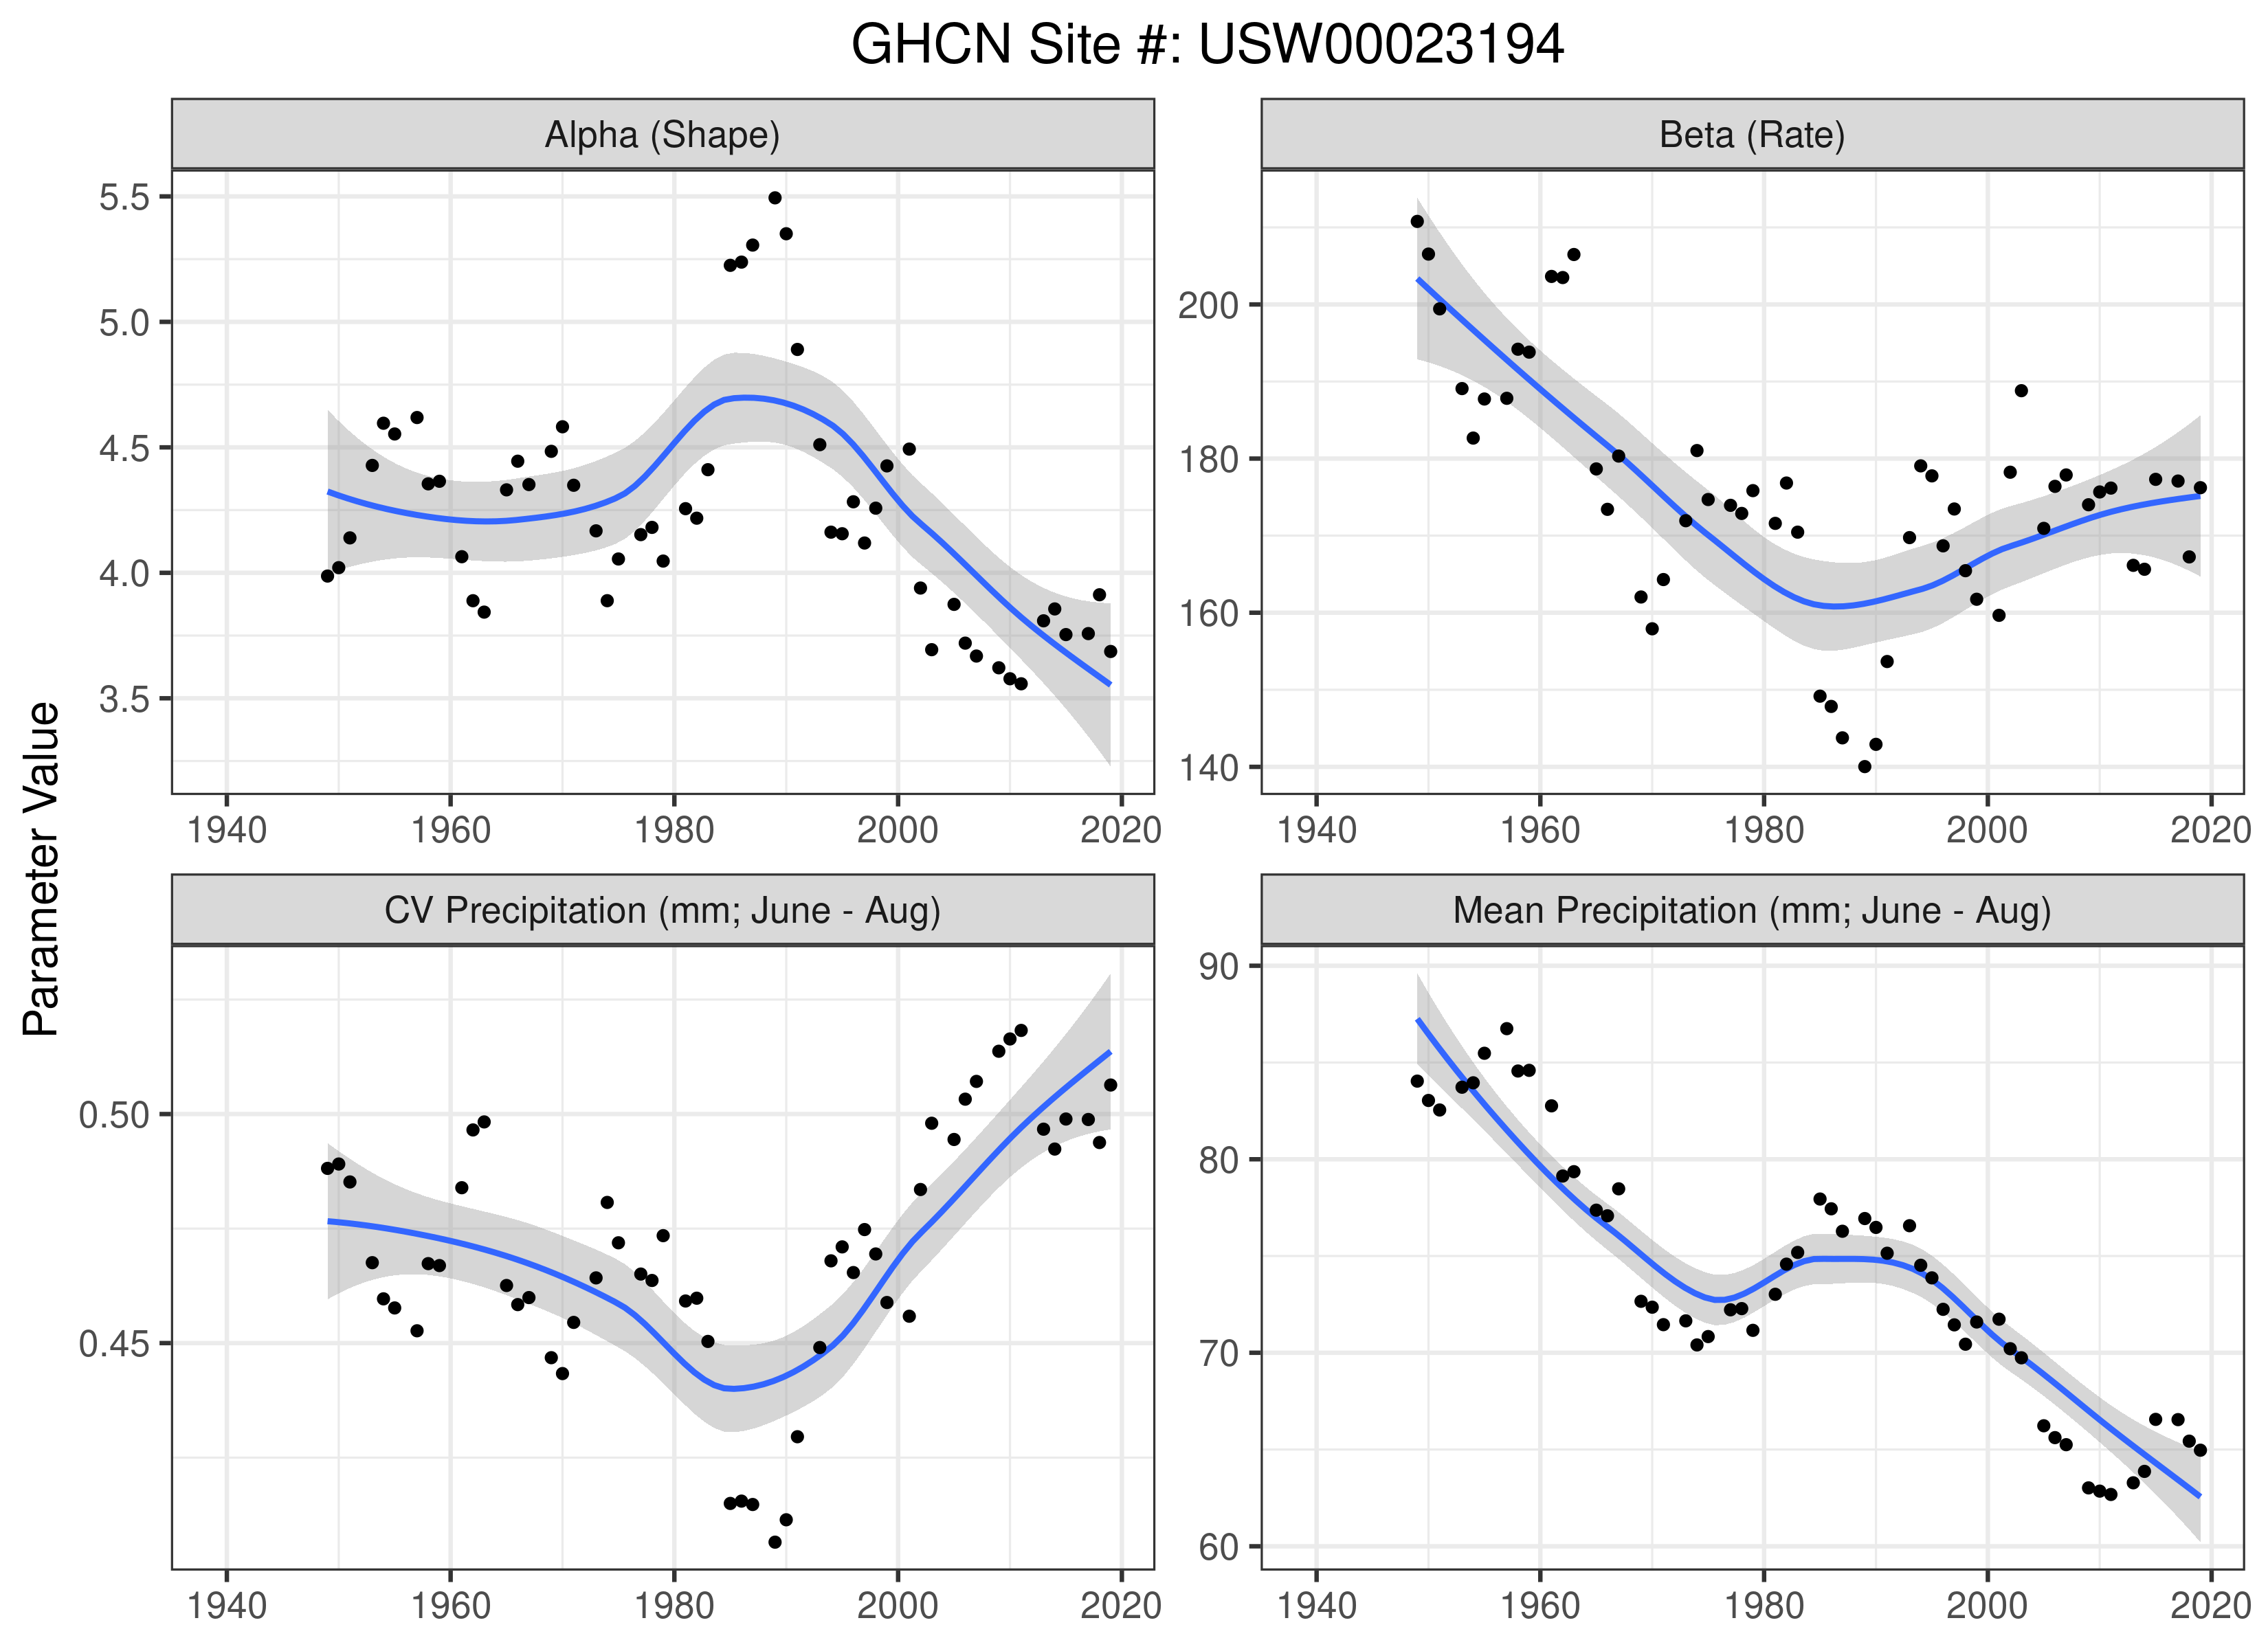 GHCN Site #: USW00023194
Parameter Value
Alpha (Shape)
5.5
5.0
4.5
4.0
3.5
1940 1960 1980 2000 2020
Beta (Rate)
200
180
160
140
1940 1960 1980 2000 2020
CV Precipitation (mm; June - Aug)
0.50
0.45
1940 1960 1980 2000 2020
Mean Precipitation (mm; June - Aug)
90
80
70
60
1940 1960 1980 2000 2020